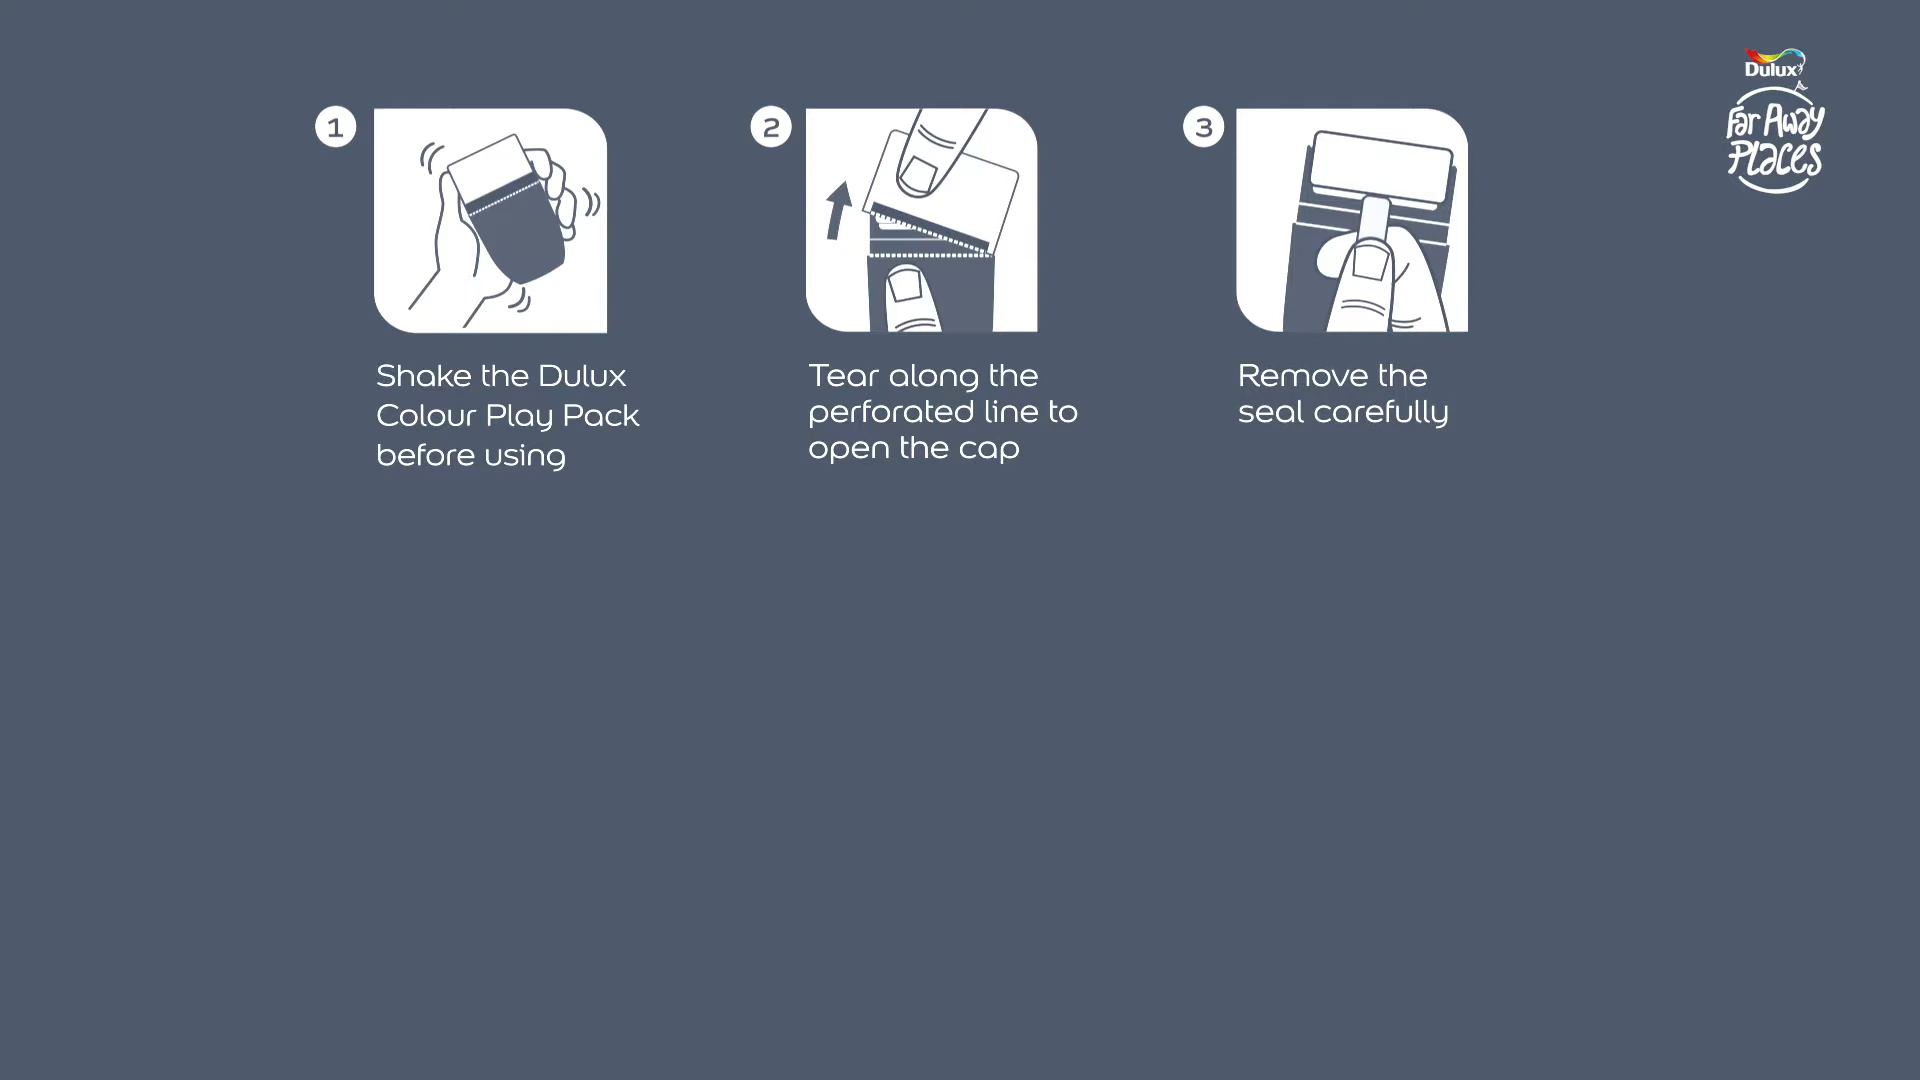 1
Shake the Dulux
Colour Play Pack
before using
2
Tear along the
perforated line to
open the cap
3
Remove the
seal carefully
Dulux
Far Away
Places